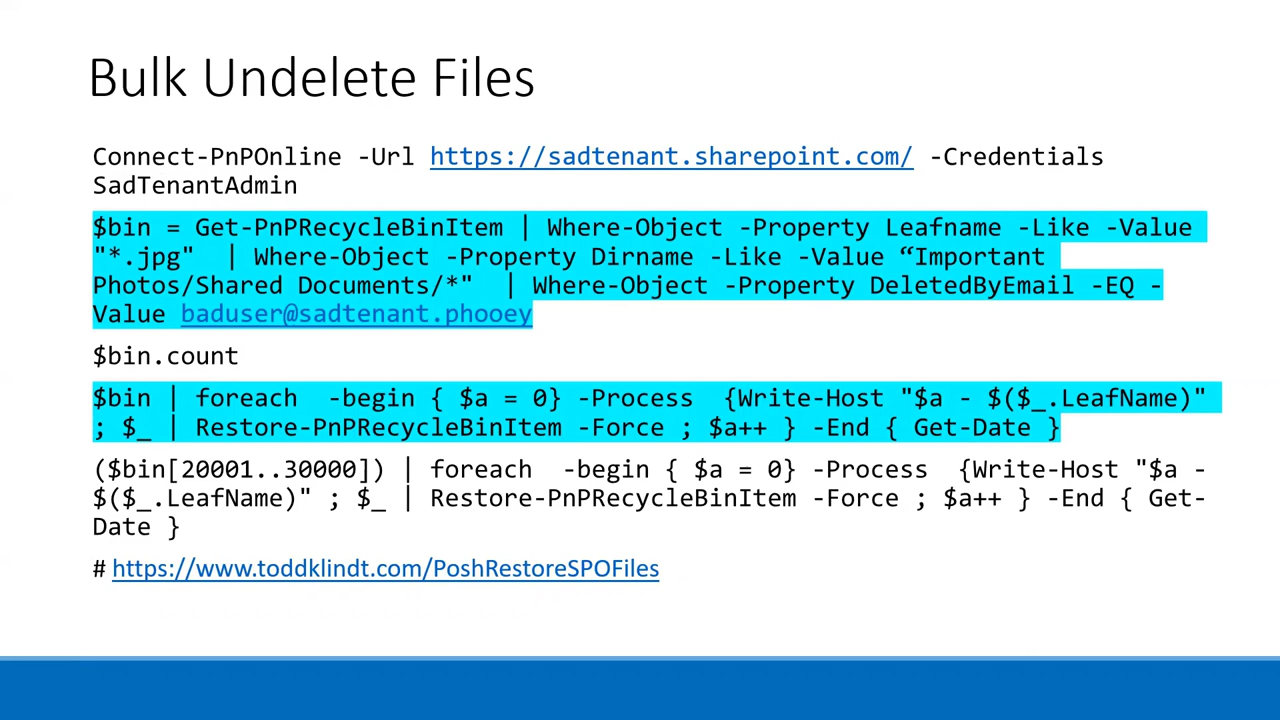 Bulk Undelete Files
Connect-PnPOnline -Url https://sadtenant.sharepoint.com/ -Credentials
SadTenantAdmin
$bin = Get-PnPRecycleBinItem | Where-Object -Property Leafname -Like -Value
"*.jpg"  | Where-Object -Property Dirname -Like -Value “Important
Photos/Shared Documents/*"  | Where-Object -Property DeletedByEmail -EQ -
Value baduser@sadtenant.phooey
$bin.count
$bin | foreach  -begin { $a = 0} -Process  {Write-Host "$a - $($_.LeafName)"
; $_ | Restore-PnPRecycleBinItem -Force ; $a++ } -End { Get-Date }
($bin[20001..30000]) | foreach  -begin { $a = 0} -Process  {Write-Host "$a -
$($_.LeafName)" ; $_ | Restore-PnPRecycleBinItem -Force ; $a++ } -End { Get-
Date }
# https://www.toddklindt.com/PoshRestoreSPOFiles